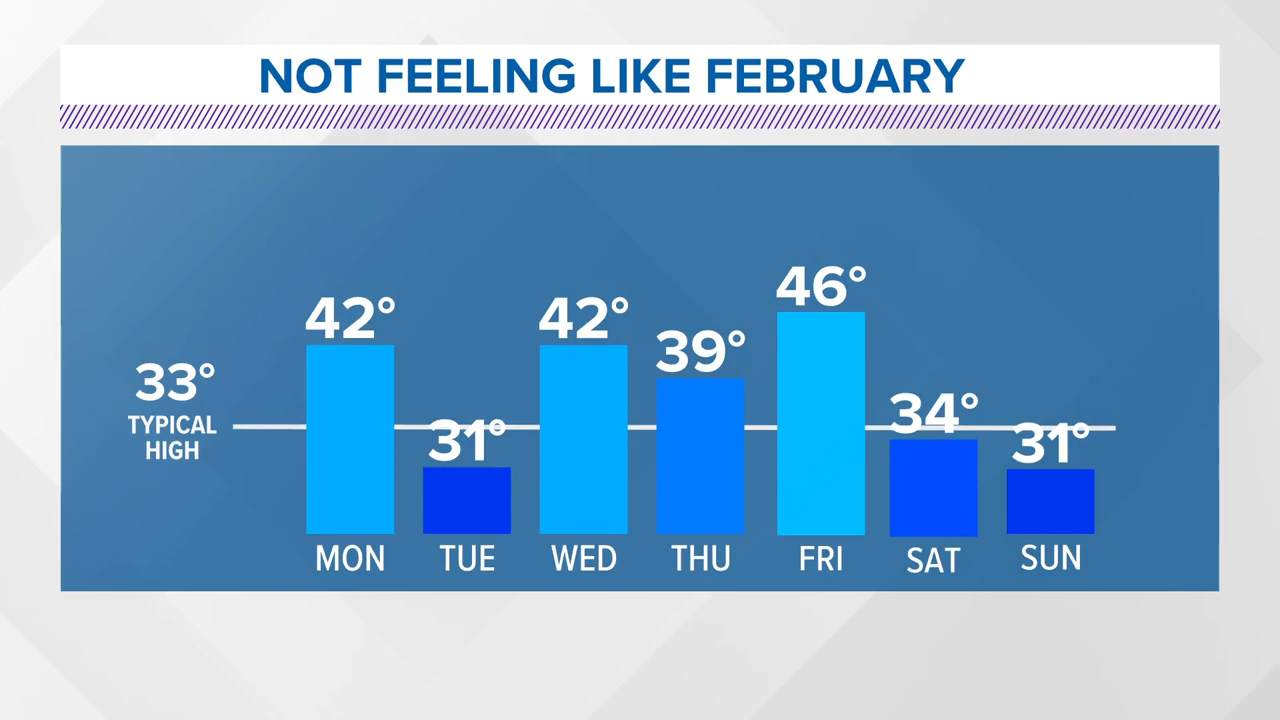 NOT FEELING LIKE FEBRUARY
33°
TYPICAL
HIGH
42° 31° 42° 39° 46° 34° 31°
MON TUE WED THU FRI SAT SUN